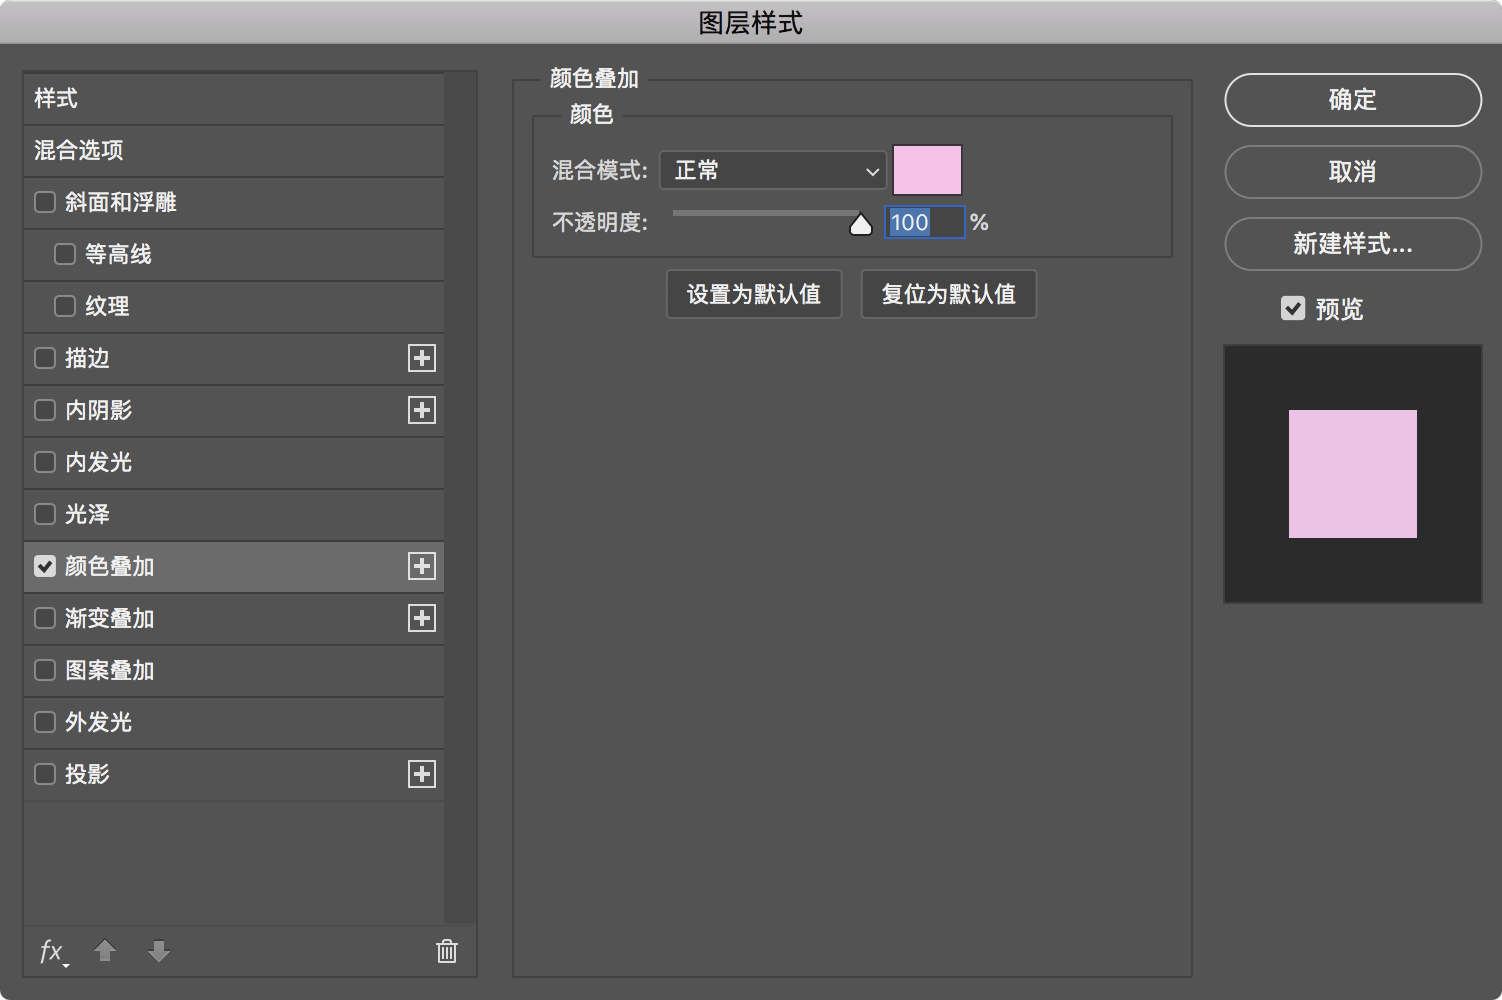 图层样式
样式
混合选项
斜面和浮雕
等高线
纹理
描边
内阴影
内发光
光泽
颜色叠加
渐变叠加
图案叠加
外发光
投影
fx
颜色叠加
颜色
混合模式: 正常
不透明度: 100 %
设置为默认值 复位为默认值
确定
取消
新建样式...
预览